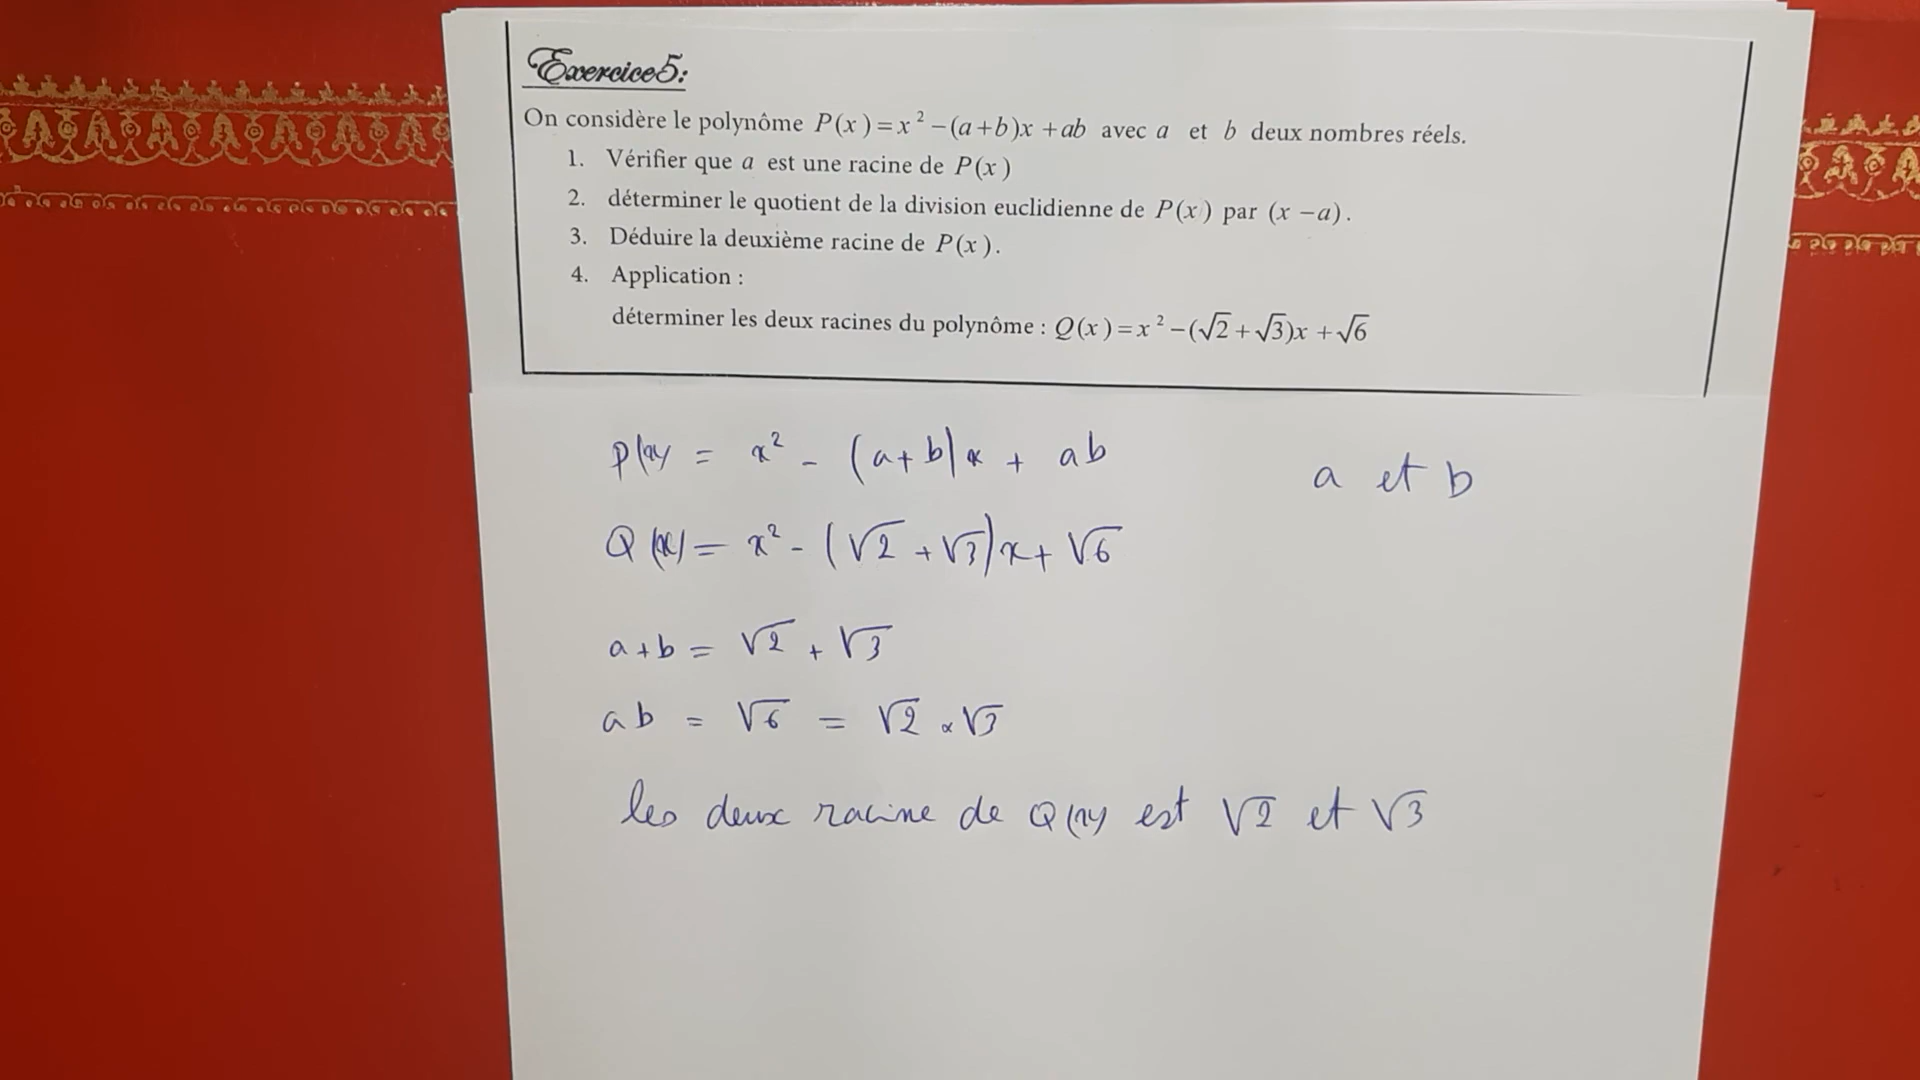 Exercice5:
On considère le polynôme P(x)=x²−(a+b)x+ab avec a et b deux nombres réels.
1. Vérifier que a est une racine de P(x)
2. déterminer le quotient de la division euclidienne de P(x) par (x−a).
3. Déduire la deuxième racine de P(x).
4. Application :
déterminer les deux racines du polynôme : Q(x)=x²−(√2+√3)x+√6
P(x) = x² - (a+b)x + ab
a et b
Q(x) = x² - (√2+√3)x + √6
a+b = √2 + √3
ab = √6 = √2 × √3
les deux racine de Q(x) est √2 et √3